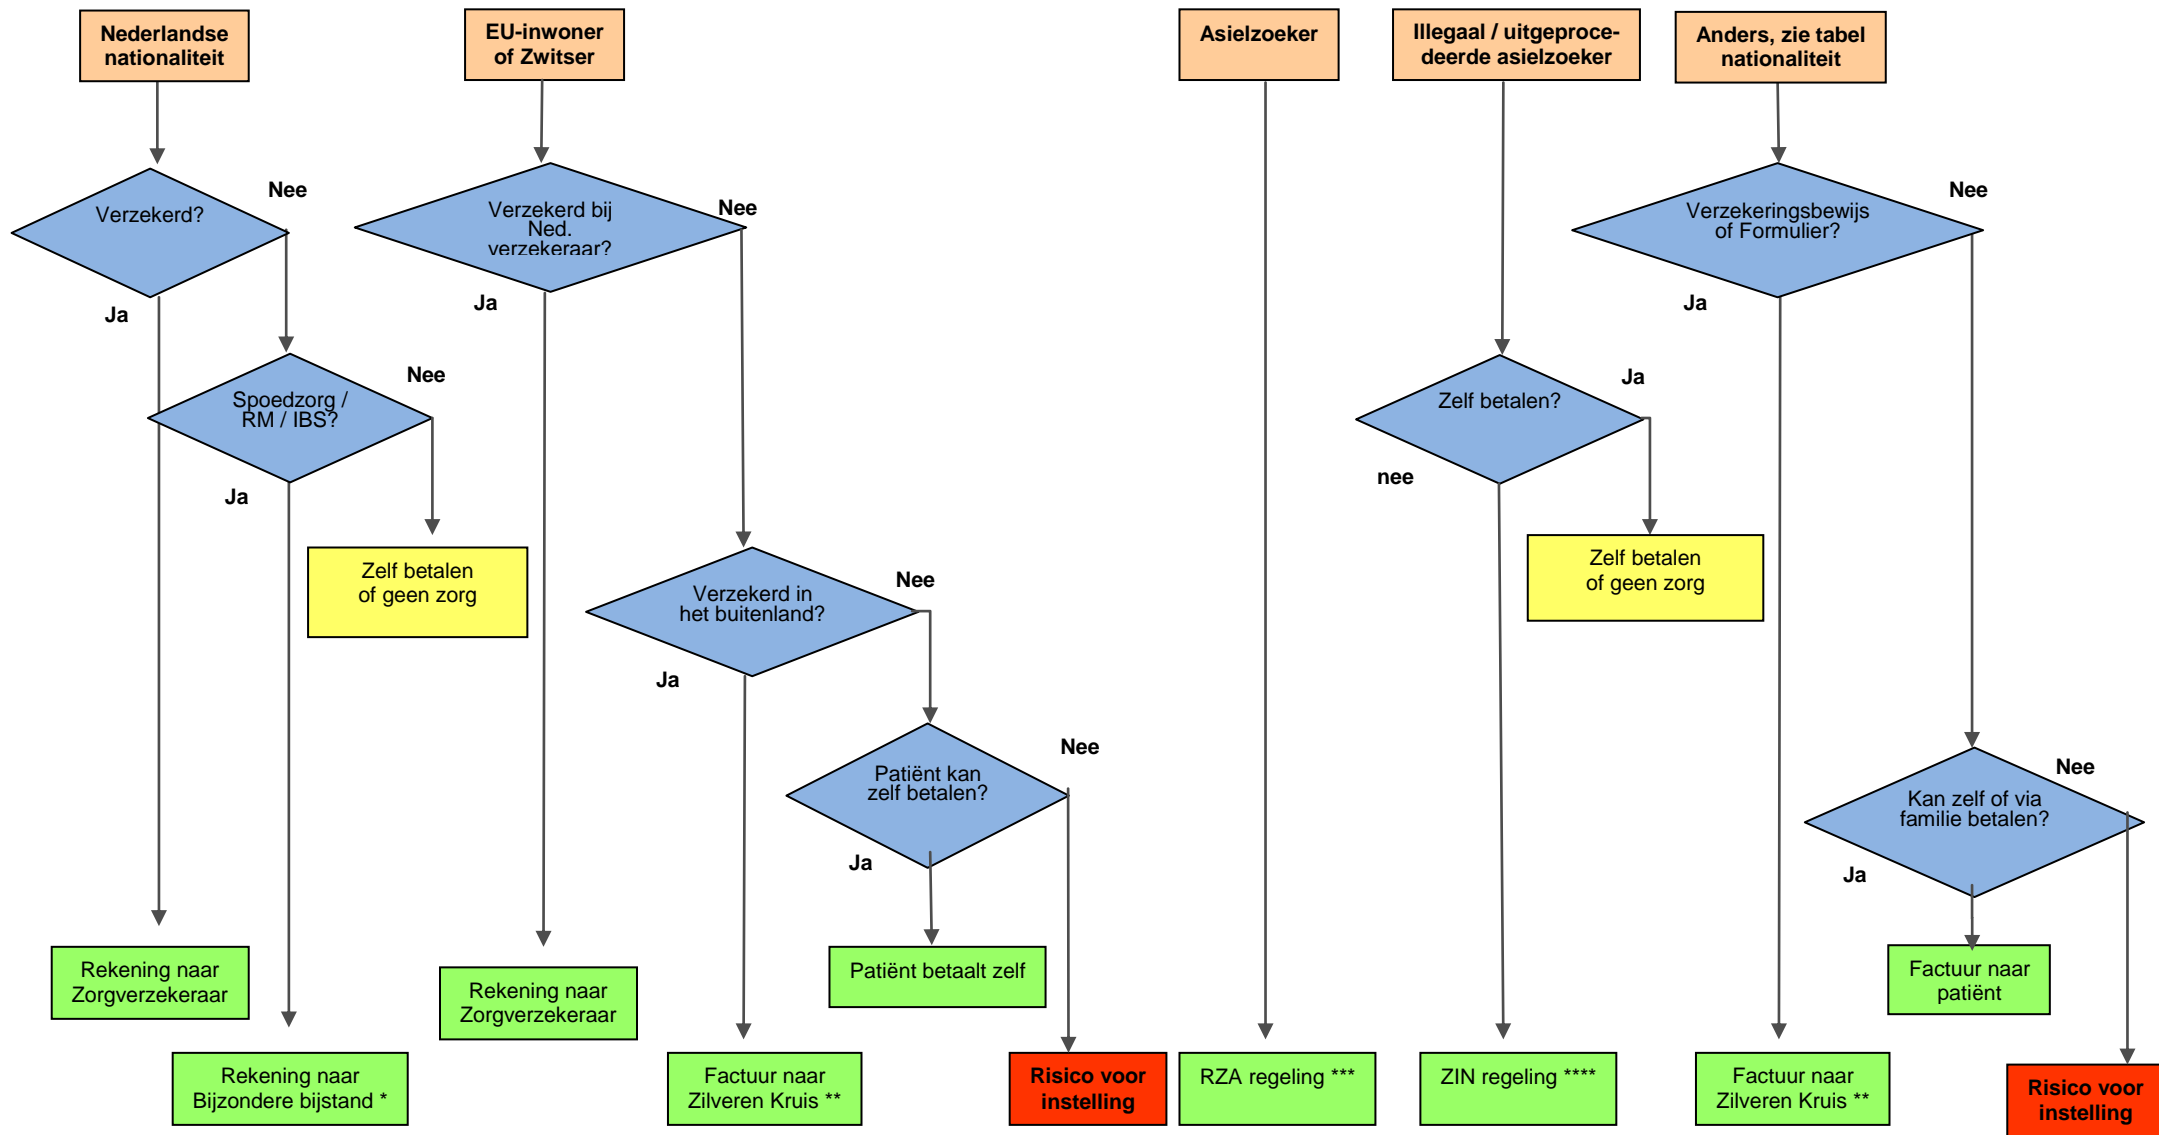 Nederlandse
nationaliteit
EU-inwoner
of Zwitser
Asielzoeker
Illegaal / uitgeproce-
deerde asielzoeker
Anders, zie tabel
nationaliteit
Nee
Verzekerd?
Ja
Verzekerd bij
Ned.
verzekeraar?
Nee
Ja
Verzekeringsbewijs
of Formulier?
Nee
Ja
Spoedzorg /
RM / IBS?
Nee
Ja
Zelf betalen?
Ja
nee
Zelf betalen
of geen zorg
Zelf betalen
of geen zorg
Verzekerd in
het buitenland?
Nee
Ja
Patiënt kan
zelf betalen?
Nee
Ja
Kan zelf of via
familie betalen?
Nee
Ja
Rekening naar
Zorgverzekeraar
Rekening naar
Zorgverzekeraar
Patiënt betaalt zelf
Factuur naar
patiënt
Rekening naar
Bijzondere bijstand *
Factuur naar
Zilveren Kruis **
Risico voor
instelling
RZA regeling ***
ZIN regeling ****
Factuur naar
Zilveren Kruis **
Risico voor
instelling